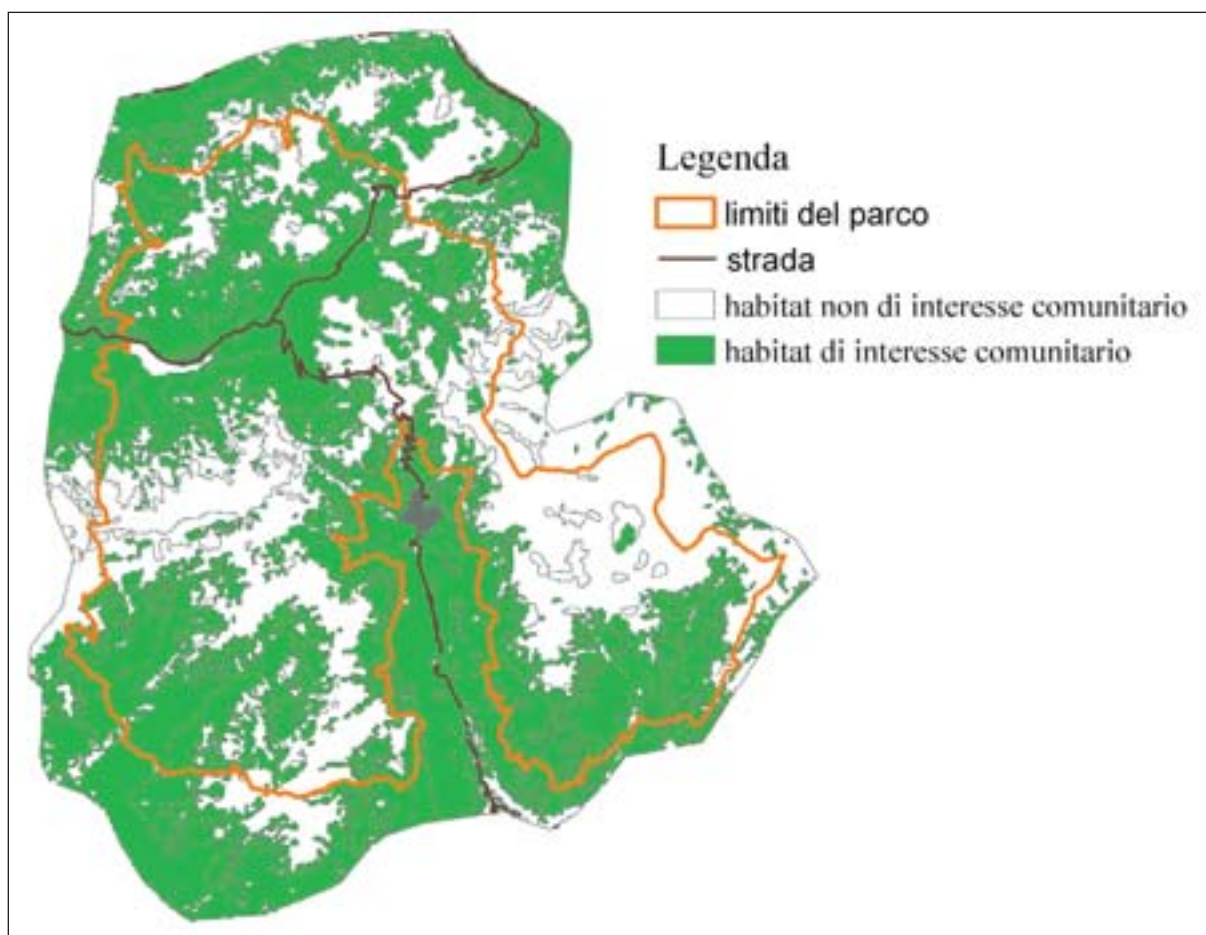 Legenda
limiti del parco
strada
habitat non di interesse comunitario
habitat di interesse comunitario